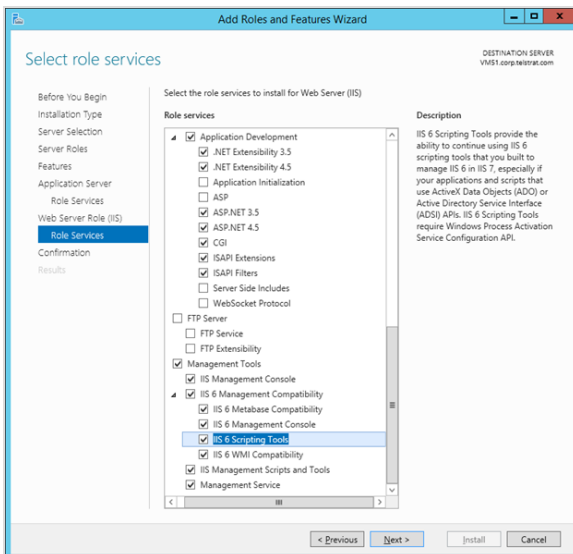 Add Roles and Features Wizard
Select role services
DESTINATION SERVER
VMS1.corp.telstrat.com
Before You Begin
Installation Type
Server Selection
Server Roles
Features
Application Server
Role Services
Web Server Role (IIS)
Role Services
Confirmation
Results
Select the role services to install for Web Server (IIS)
Role services
Application Development
.NET Extensibility 3.5
.NET Extensibility 4.5
Application Initialization
ASP
ASP.NET 3.5
ASP.NET 4.5
CGI
ISAPI Extensions
ISAPI Filters
Server Side Includes
WebSocket Protocol
FTP Server
FTP Service
FTP Extensibility
Management Tools
IIS Management Console
IIS 6 Management Compatibility
IIS 6 Metabase Compatibility
IIS 6 Management Console
IIS 6 Scripting Tools
IIS 6 WMI Compatibility
IIS Management Scripts and Tools
Management Service
Description
IIS 6 Scripting Tools provide the
ability to continue using IIS 6
scripting tools that you built to
manage IIS 6 in IIS 7, especially if
your applications and scripts that
use ActiveX Data Objects (ADO) or
Active Directory Service Interface
(ADSI) APIs. IIS 6 Scripting Tools
require Windows Process Activation
Service Configuration API.
< Previous
Next >
Install
Cancel